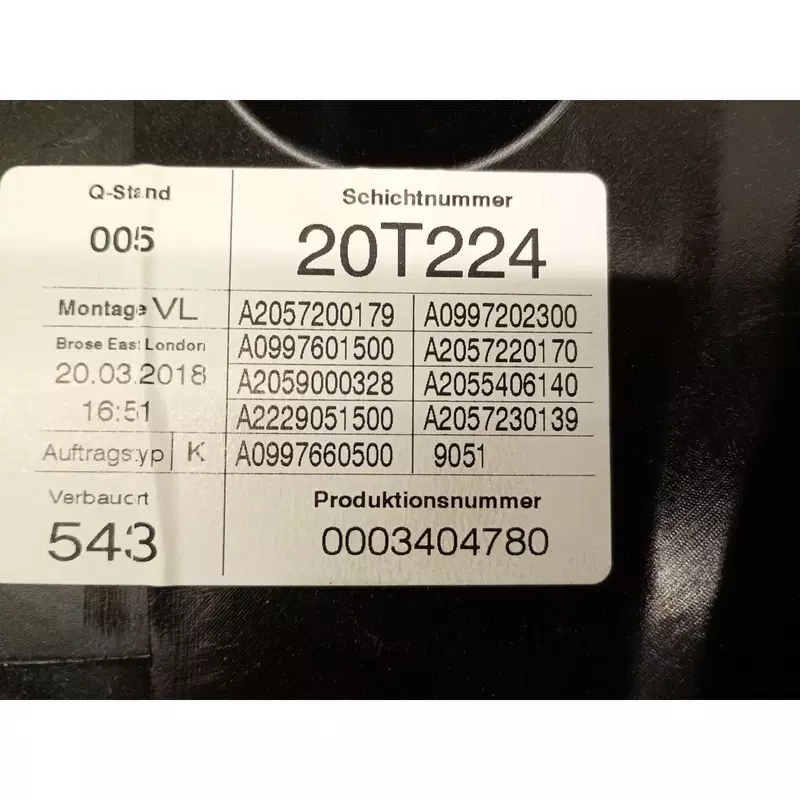 Q-Stand
Schichtnummer
005
20T224
Montage VL
A2057200179 A0997202300
Brose East London
A0997601500 A2057220170
20.03.2018
A2059000328 A2055406140
16:51
A2229051500 A2057230139
Auftragstyp K
A0997660500 9051
Verbauort
Produktionsnummer
543
0003404780